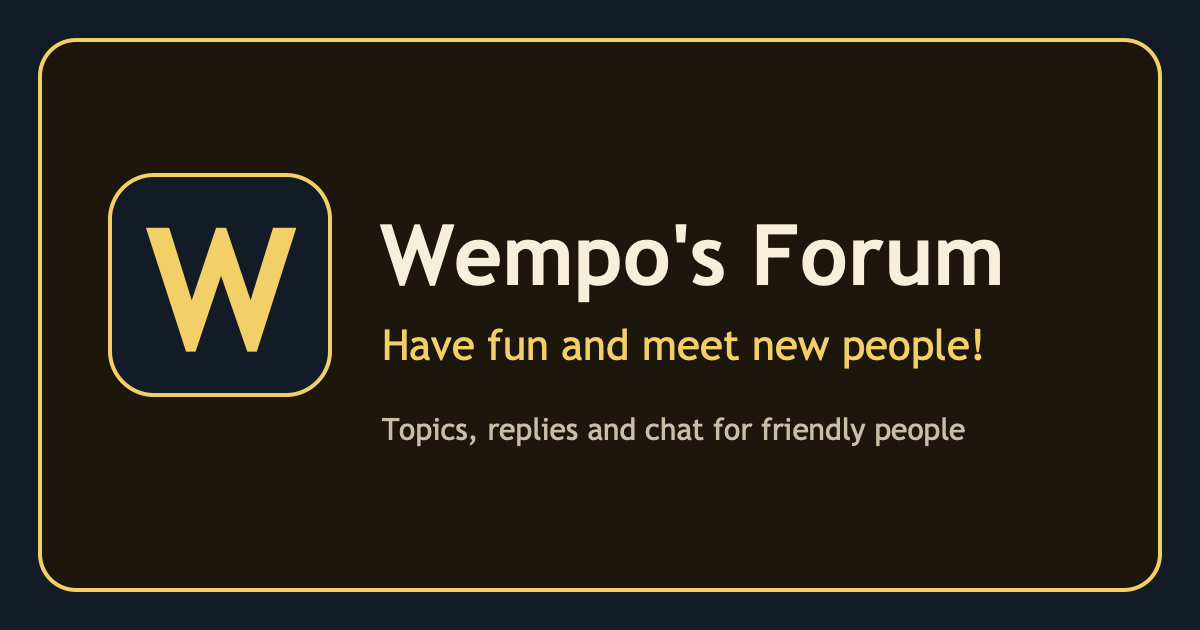 W
Wempo's Forum
Have fun and meet new people!
Topics, replies and chat for friendly people